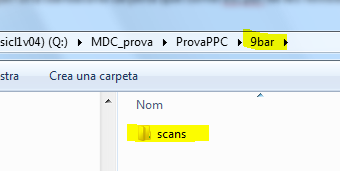 sicl1v04) (Q:) ▸ MDC_prova ▸ ProvaPPC ▸ 9bar ▸
stra Crea una carpeta
Nom
scans